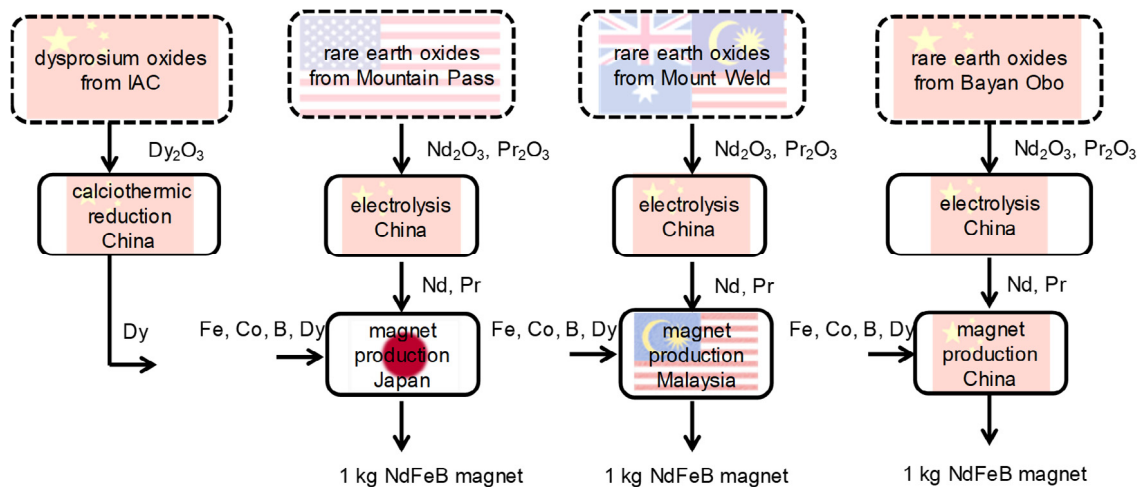 dysprosium oxides
from IAC
Dy₂O₃
calciothermic
reduction
China
Dy
rare earth oxides
from Mountain Pass
Nd₂O₃, Pr₂O₃
electrolysis
China
Nd, Pr
Fe, Co, B, Dy
magnet
production
Japan
1 kg NdFeB magnet
rare earth oxides
from Mount Weld
Nd₂O₃, Pr₂O₃
electrolysis
China
Nd, Pr
Fe, Co, B, Dy
magnet
production
Malaysia
1 kg NdFeB magnet
rare earth oxides
from Bayan Obo
Nd₂O₃, Pr₂O₃
electrolysis
China
Nd, Pr
Fe, Co, B, Dy
magnet
production
China
1 kg NdFeB magnet